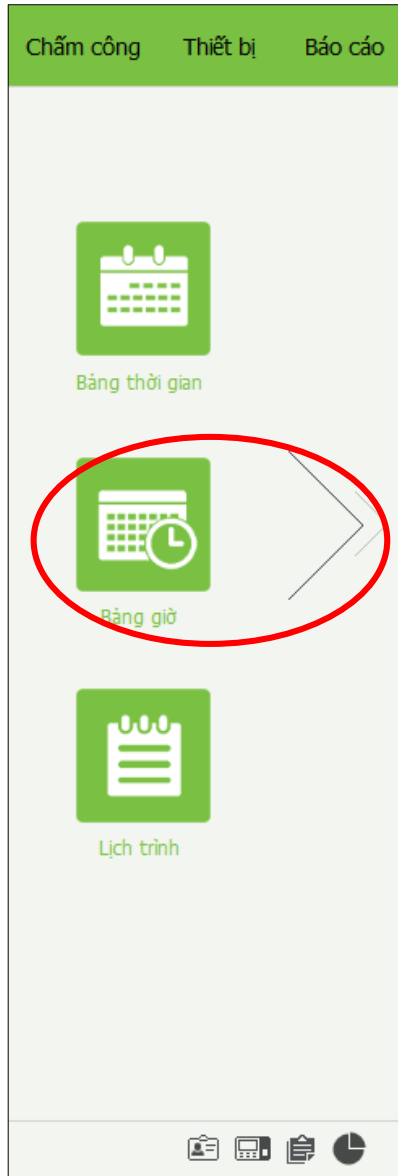 Chấm công Thiết bị Báo cáo
Bảng thời gian
Bảng giờ
Lịch trình